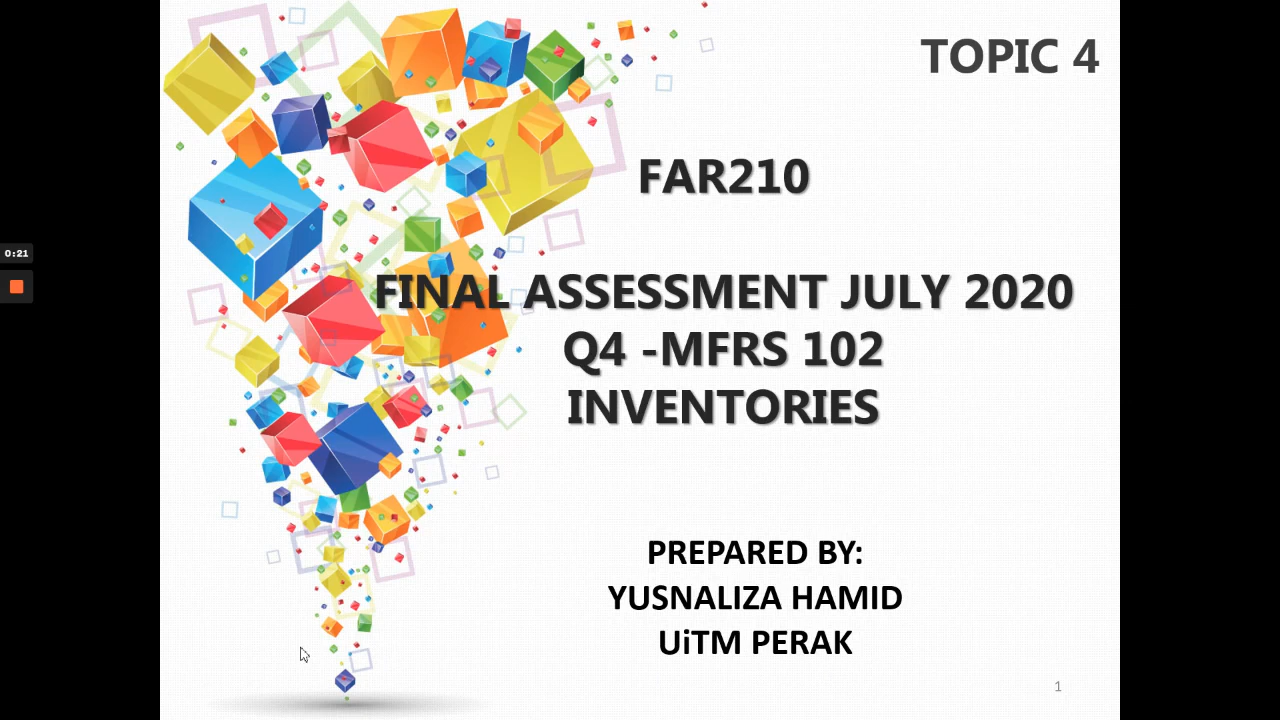 TOPIC 4
FAR210
FINAL ASSESSMENT JULY 2020
Q4 -MFRS 102
INVENTORIES
0:21
PREPARED BY:
YUSNALIZA HAMID
UiTM PERAK
1